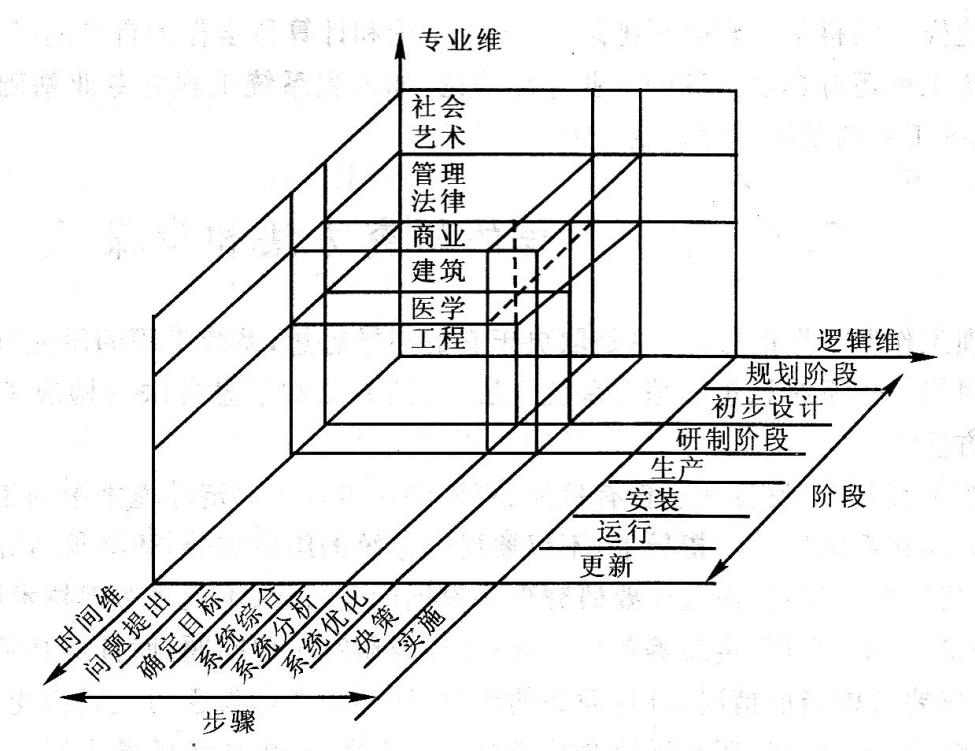 专业维
社会
艺术
管理
法律
商业
建筑
医学
工程
逻辑维
规划阶段
初步设计
研制阶段
生产
安装
运行
更新
阶段
时间维
问题提出
确定目标
系统综合
系统分析
系统优化
决策
实施
步骤